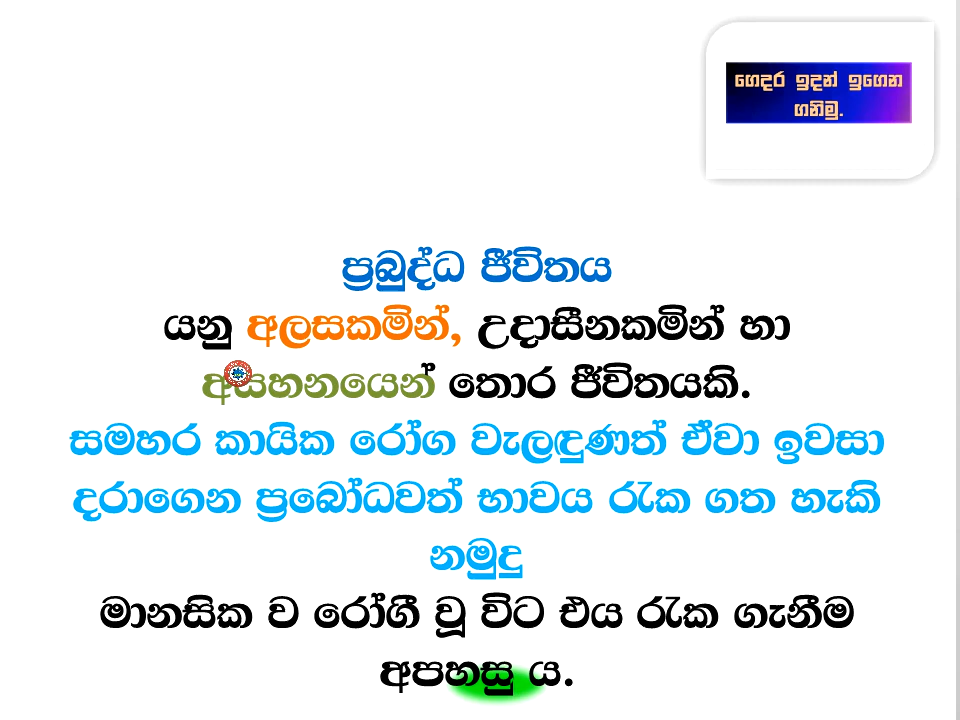 ගෙදර ඉදන් ඉගෙන
ගනිමු.
ප්‍රබුද්ධ ජීවිතය
යනු අලසකමින්, උදාසීනකමින් හා
අසහනයෙන් තොර ජීවිතයකි.
සමහර කායික රෝග වැලඳුණත් ඒවා ඉවසා
දරාගෙන ප්‍රබෝධවත් භාවය රැක ගත හැකි
නමුදු
මානසික ව රෝගී වූ විට එය රැක ගැනීම
අපහසු ය.